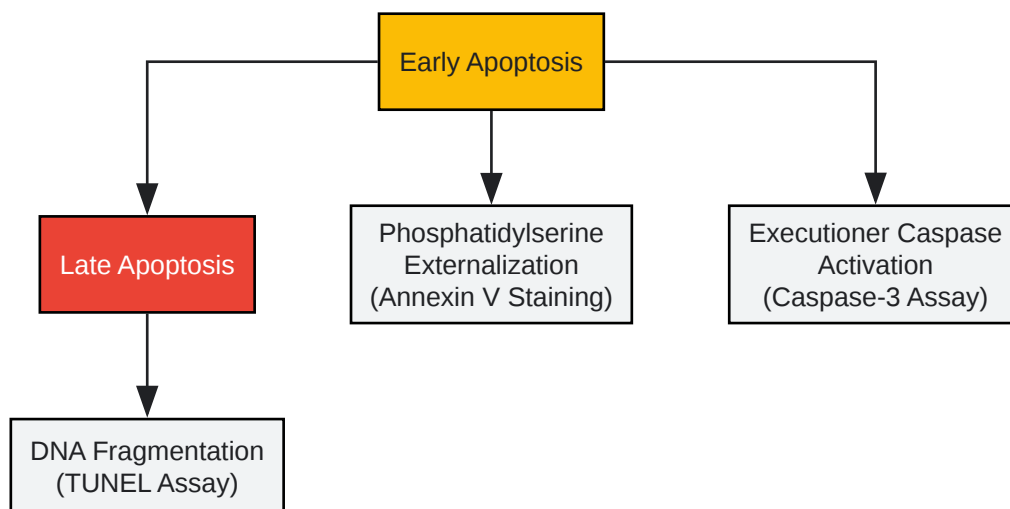 Early Apoptosis
Late Apoptosis
Phosphatidylserine
Externalization
(Annexin V Staining)
Executioner Caspase
Activation
(Caspase-3 Assay)
DNA Fragmentation
(TUNEL Assay)